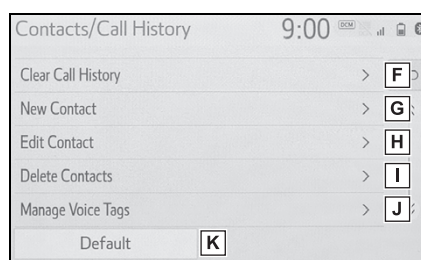 Contacts/Call History 9:00 DCM
Clear Call History > F
New Contact > G
Edit Contact > H
Delete Contacts > I
Manage Voice Tags > J
Default K